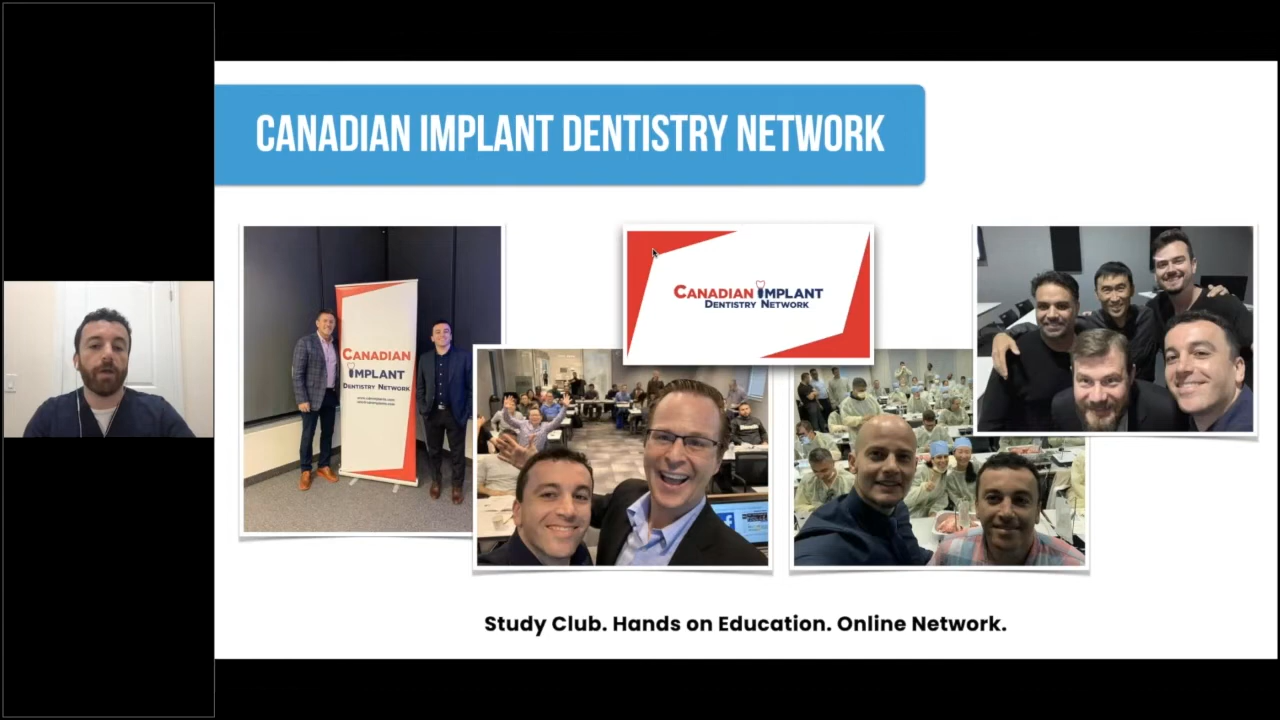 CANADIAN IMPLANT DENTISTRY NETWORK
CANADIAN IMPLANT
DENTISTRY NETWORK
CANADIAN
IMPLANT
DENTISTRY NETWORK
Study Club. Hands on Education. Online Network.